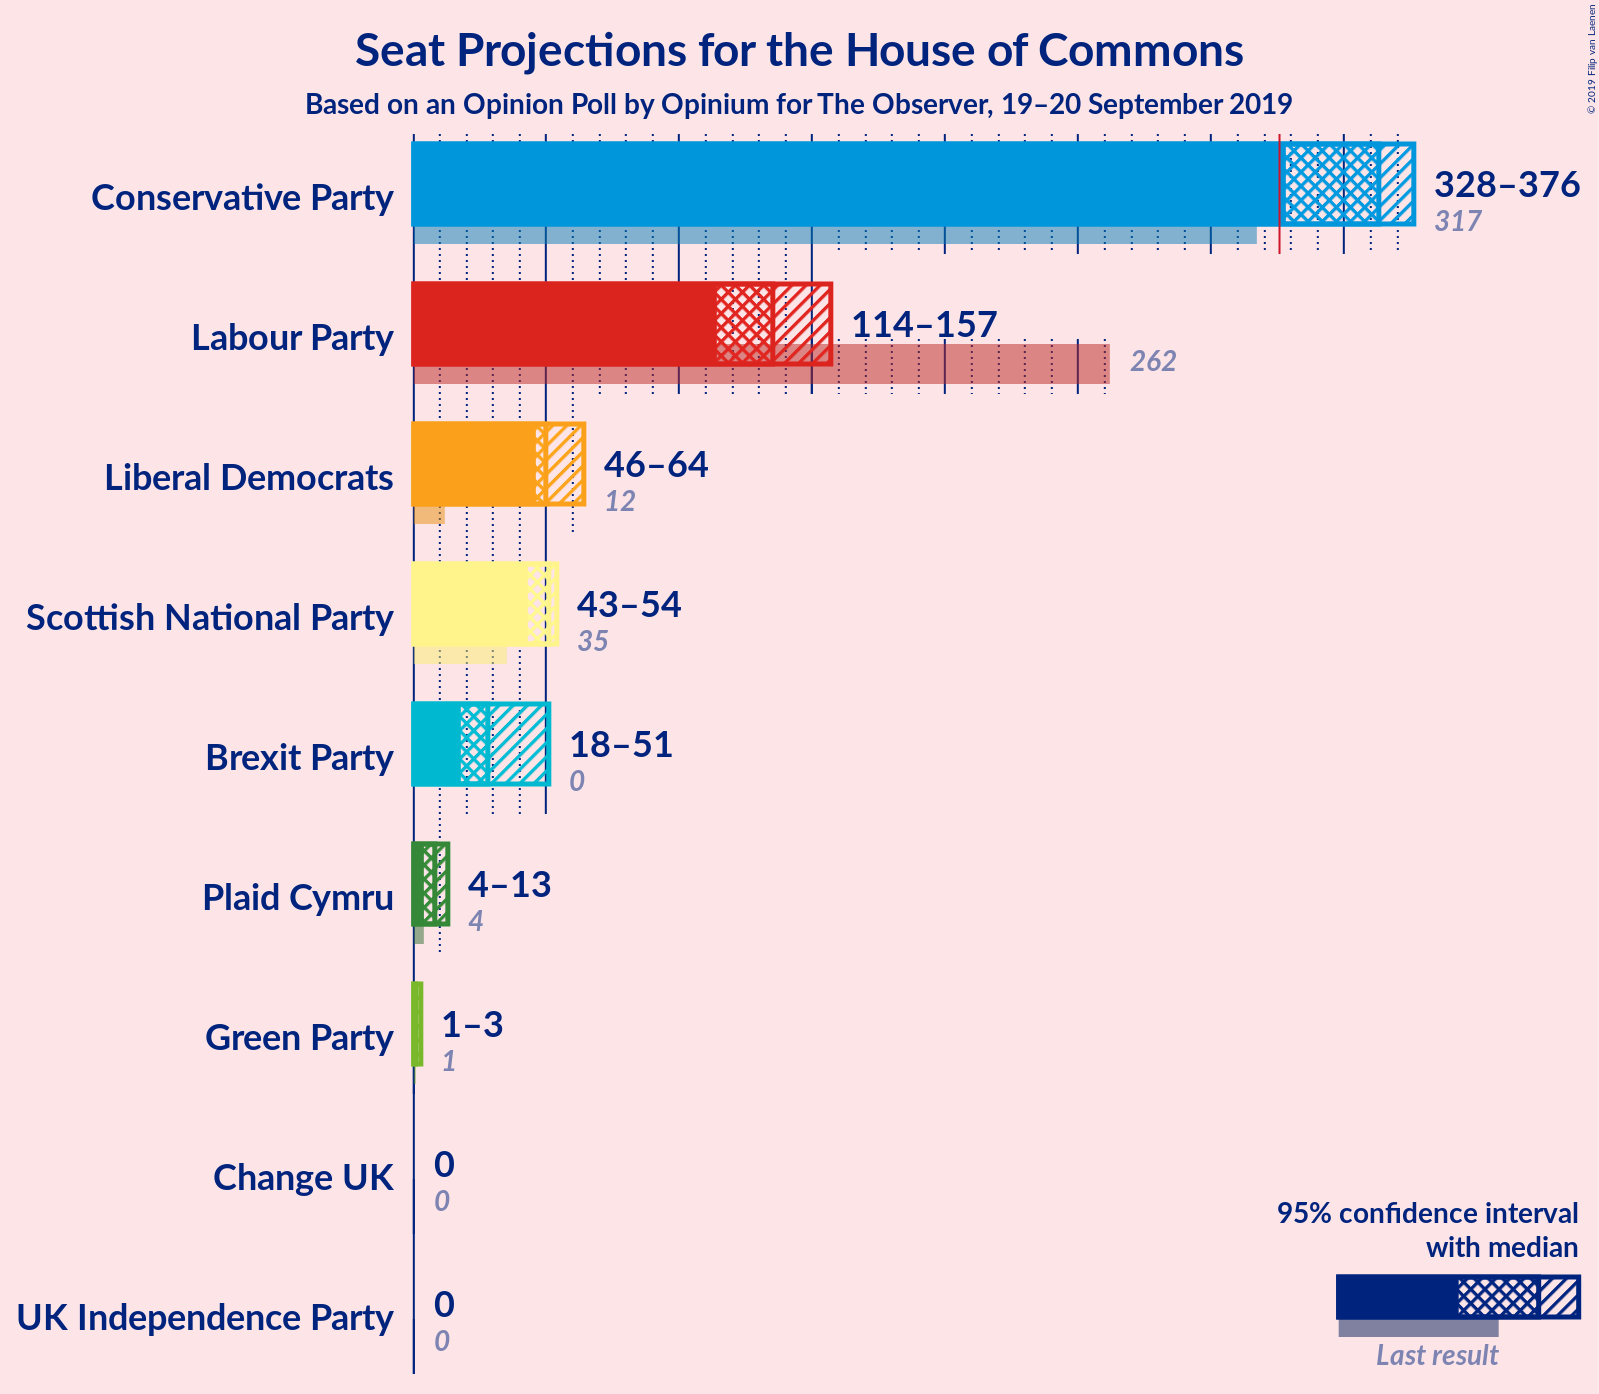 Seat Projections for the House of Commons
Based on an Opinion Poll by Opinium for The Observer, 19–20 September 2019
© 2019 Filip van Laenen
Conservative Party
328–376
317
Labour Party
114–157
262
Liberal Democrats
46–64
12
Scottish National Party
43–54
35
Brexit Party
18–51
0
Plaid Cymru
4–13
4
Green Party
1–3
1
Change UK
0
0
UK Independence Party
0
0
95% confidence interval
with median
Last result